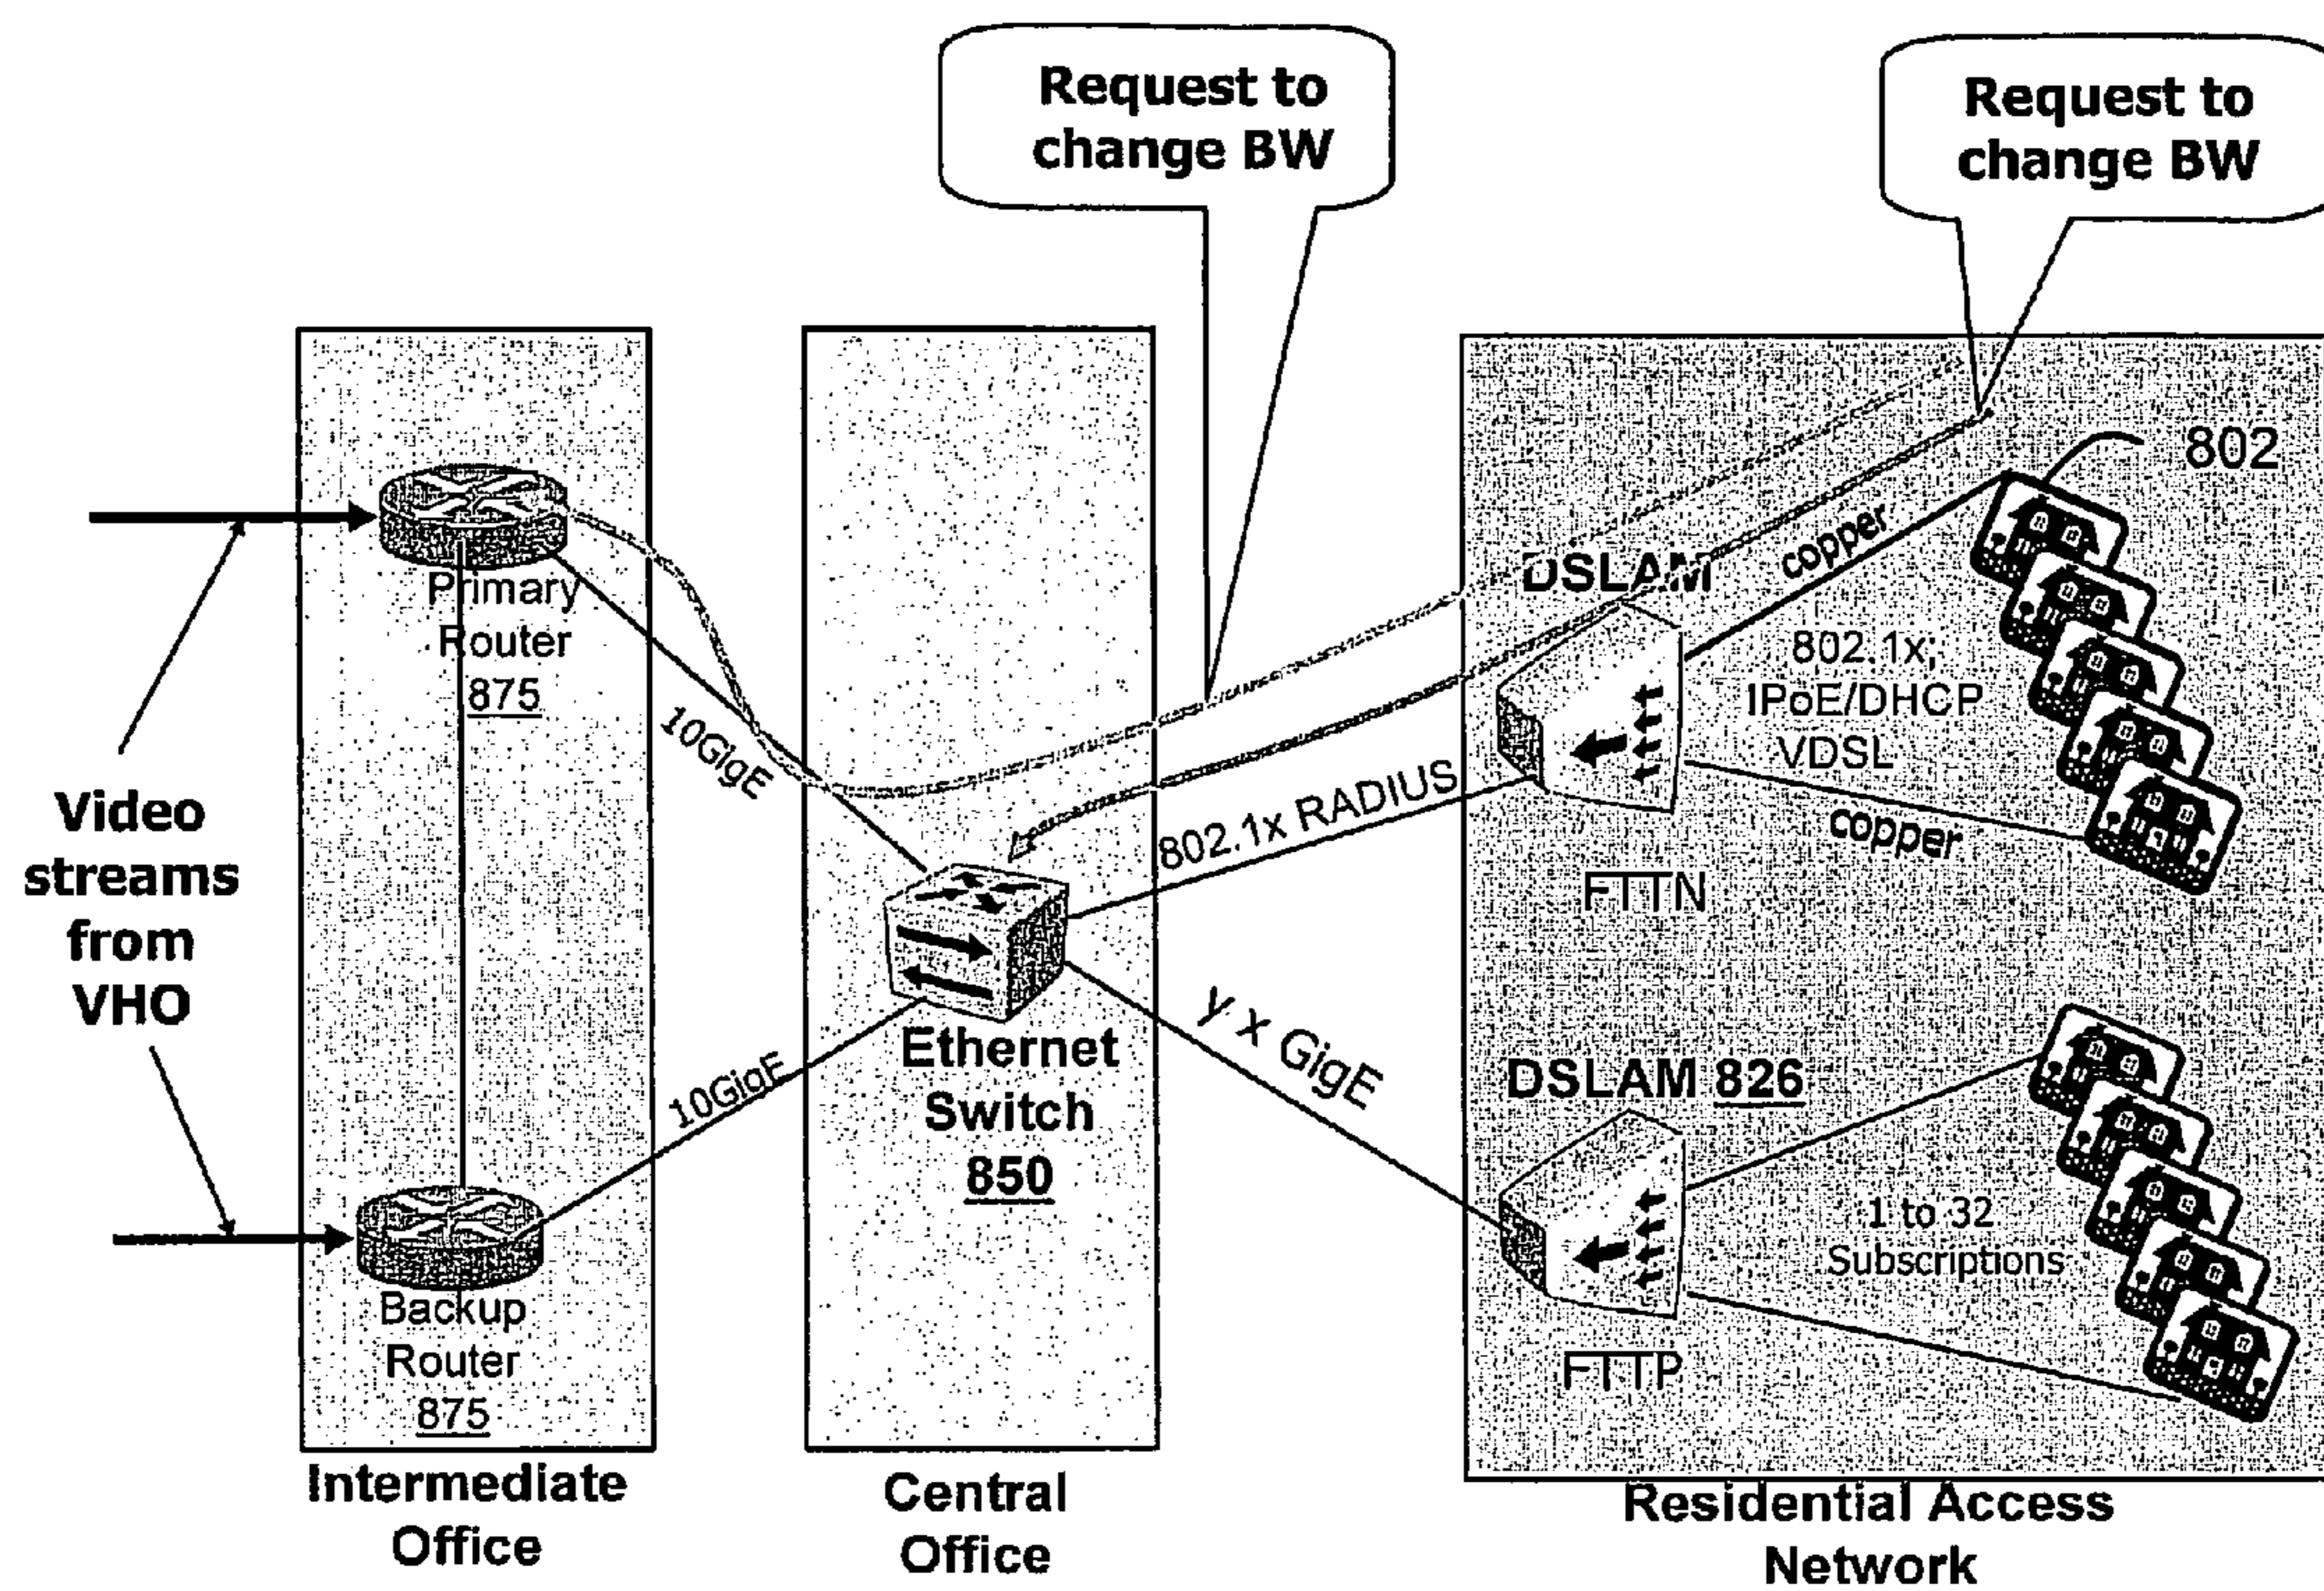 Request to
change BW
Request to
change BW
802
DSLAM
copper
802.1x;
IPoE/DHCP
VDSL
copper
FTTN
Primary
Router
875
10GigE
802.1x RADIUS
Video
streams
from
VHO
Ethernet
Switch
850
y x GigE
10GigE
DSLAM 826
1 to 32
Subscriptions
FTTP
Backup
Router
875
Intermediate
Office
Central
Office
Residential Access
Network